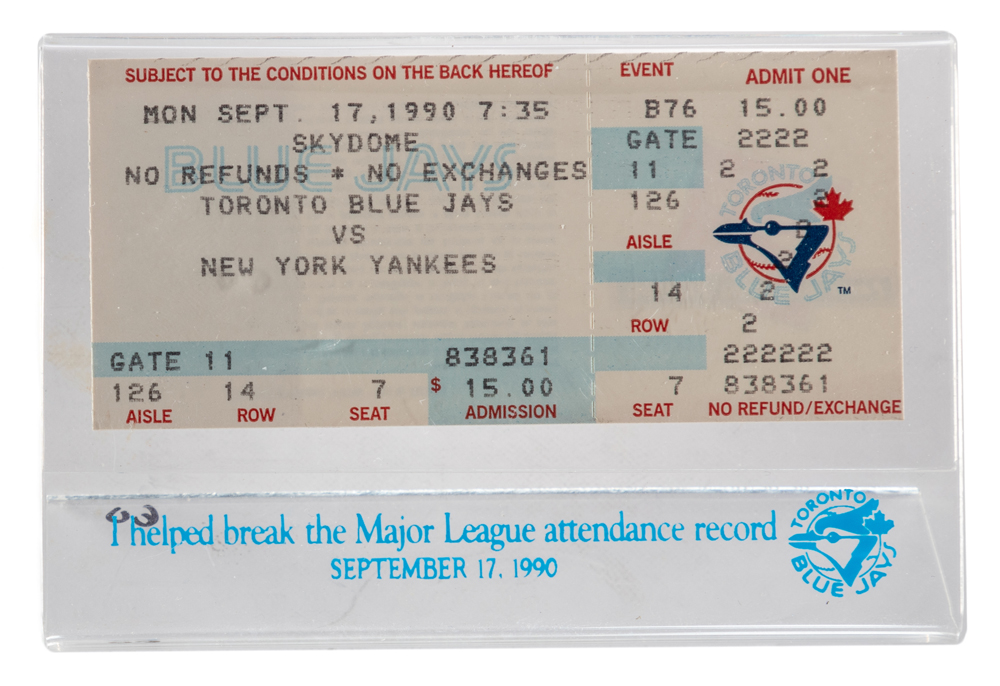 SUBJECT TO THE CONDITIONS ON THE BACK HEREOF
MON SEPT. 17,1990 7:35
SKYDOME
BLUE JAYS
NO REFUNDS * NO EXCHANGES
TORONTO BLUE JAYS
VS
NEW YORK YANKEES
GATE 11 838361
126 14 7 $ 15.00
AISLE ROW SEAT ADMISSION
EVENT ADMIT ONE
B76 15.00
GATE 2222
11 2 2
126 2
TORONTO
BLUE JAYS
AISLE
2
14 2
TM
ROW 2
222222
7 838361
SEAT NO REFUND/EXCHANGE
I helped break the Major League attendance record
SEPTEMBER 17, 1990
TORONTO
BLUE JAYS